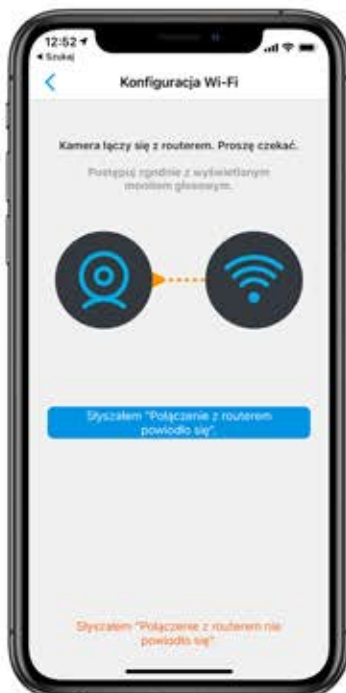 12:52
◀ Szukaj
Konfiguracja Wi-Fi
Kamera łączy się z routerem. Proszę czekać.
Postępuj zgodnie z wyświetlanym
monitem głosowym.
Słyszałem "Połączenie z routerem
powiodło się".
Słyszałem "Połączenie z routerem nie
powiodło się"